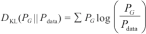 D_KL(P_G || P_data) = ∑ P_G log (P_G / P_data)